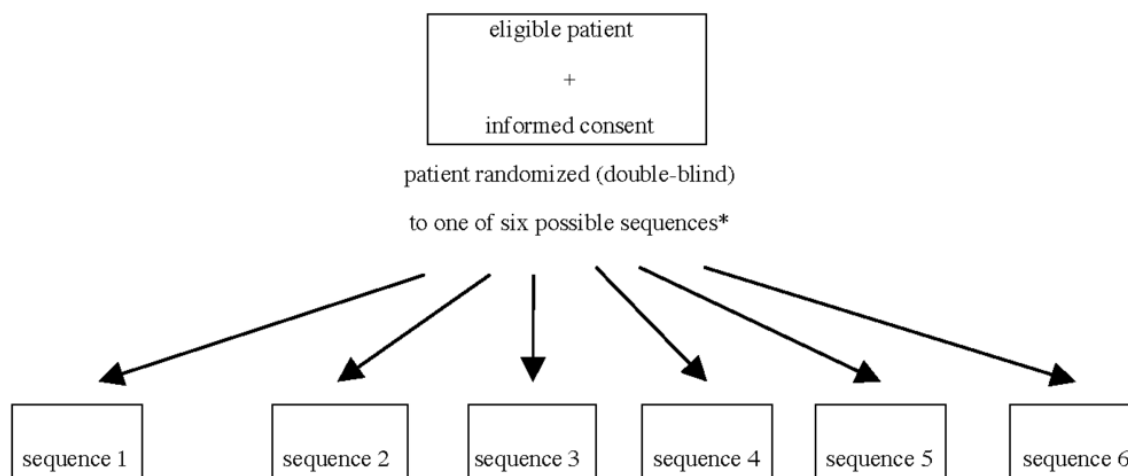 eligible patient
+
informed consent
patient randomized (double-blind)
to one of six possible sequences*
sequence 1
sequence 2
sequence 3
sequence 4
sequence 5
sequence 6